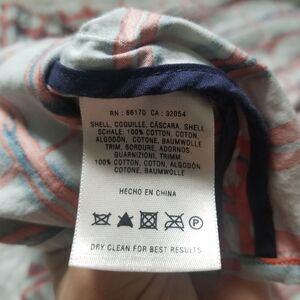 RN : 66170 CA : 32054
SHELL, COQUILLE, CÁSCARA, SHELL
SCHALE: 100% COTTON, COTON,
ALGODÓN, COTONE, BAUMWOLLE
TRIM, BORDURE, ADORNOS,
GUARNIZIONI, TRIMM:
100% COTTON, COTON, ALGODÓN
COTONE, BAUMWOLLE
HECHO EN CHINA
P
DRY CLEAN FOR BEST RESULTS